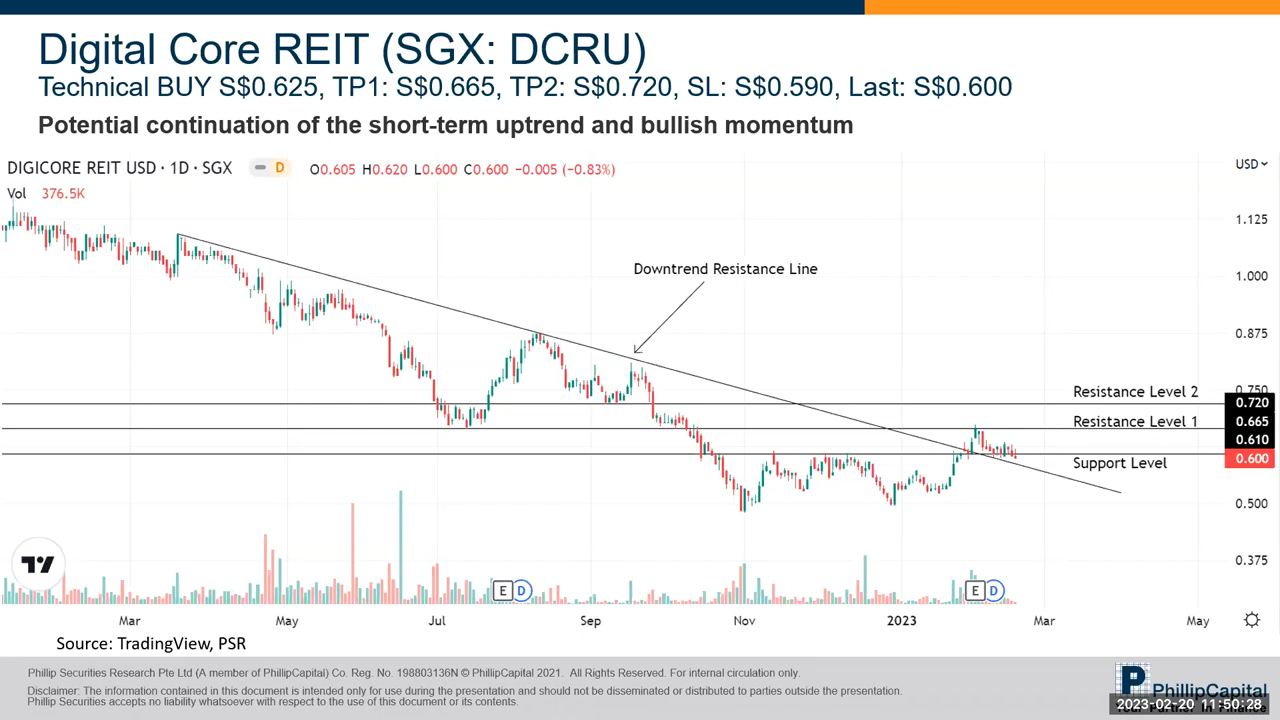 Digital Core REIT (SGX: DCRU)
Technical BUY S$0.625, TP1: S$0.665, TP2: S$0.720, SL: S$0.590, Last: S$0.600
Potential continuation of the short-term uptrend and bullish momentum
DIGICORE REIT USD · 1D · SGX D O0.605 H0.620 L0.600 C0.600 −0.005 (−0.83%)
USD
Vol 376.5K
1.125
Downtrend Resistance Line
1.000
0.875
0.750
Resistance Level 2
0.720
Resistance Level 1
0.665
0.610
0.600
Support Level
0.500
0.375
E D E D
Mar May Jul Sep Nov 2023 Mar May
Source: TradingView, PSR
Phillip Securities Research Pte Ltd (A member of PhillipCapital) Co. Reg. No. 198803136N © PhillipCapital 2021. All Rights Reserved. For internal circulation only.
Disclaimer: The information contained in this document is intended only for use during the presentation and should not be disseminated or distributed to parties outside the presentation.
Phillip Securities accepts no liability whatsoever with respect to the use of this document or its contents.
PhillipCapital
Your Partner In Finance
2023-02-20 11:50:28